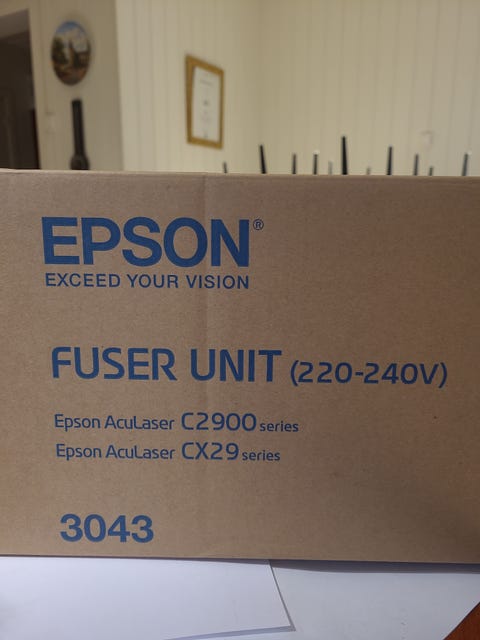 EPSON®
EXCEED YOUR VISION
FUSER UNIT (220-240V)
Epson AcuLaser C2900 series
Epson AcuLaser CX29 series
3043